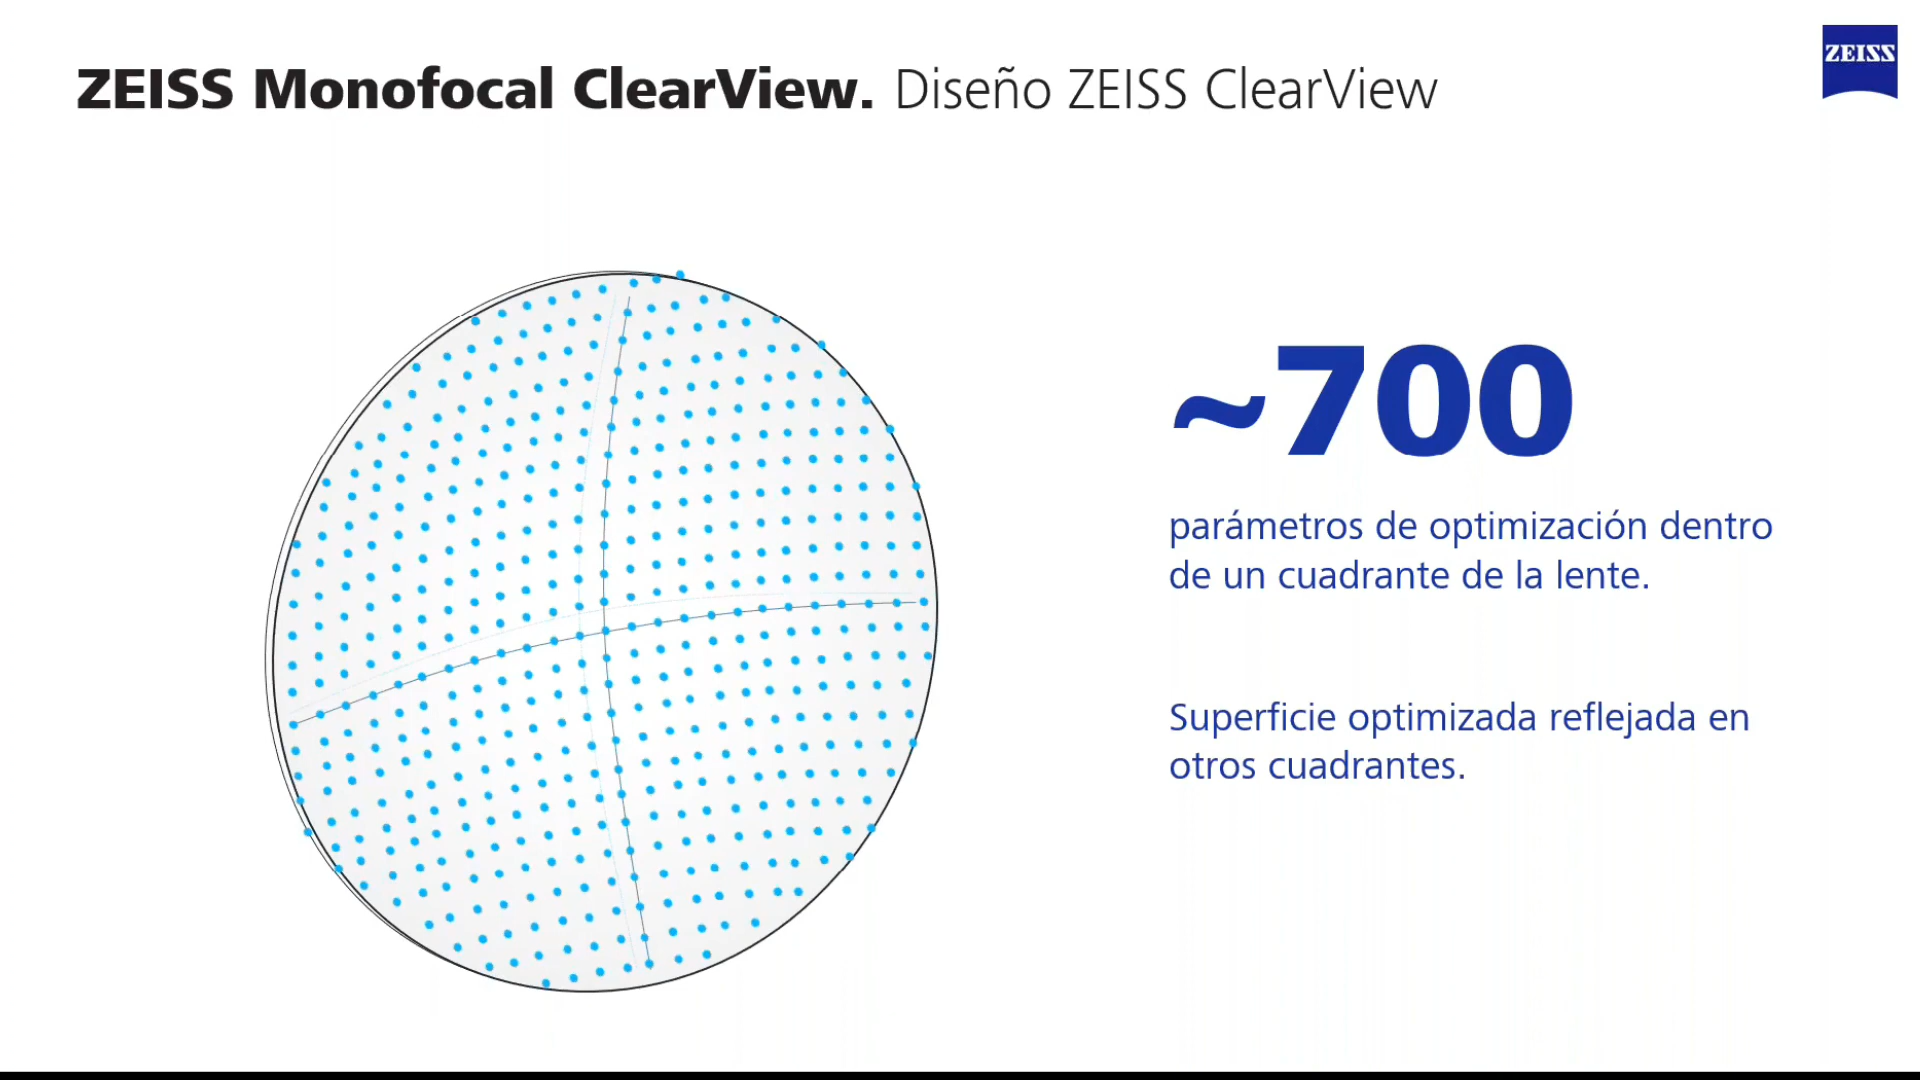 ZEISS Monofocal ClearView. Diseño ZEISS ClearView
ZEISS
~700
parámetros de optimización dentro
de un cuadrante de la lente.
Superficie optimizada reflejada en
otros cuadrantes.